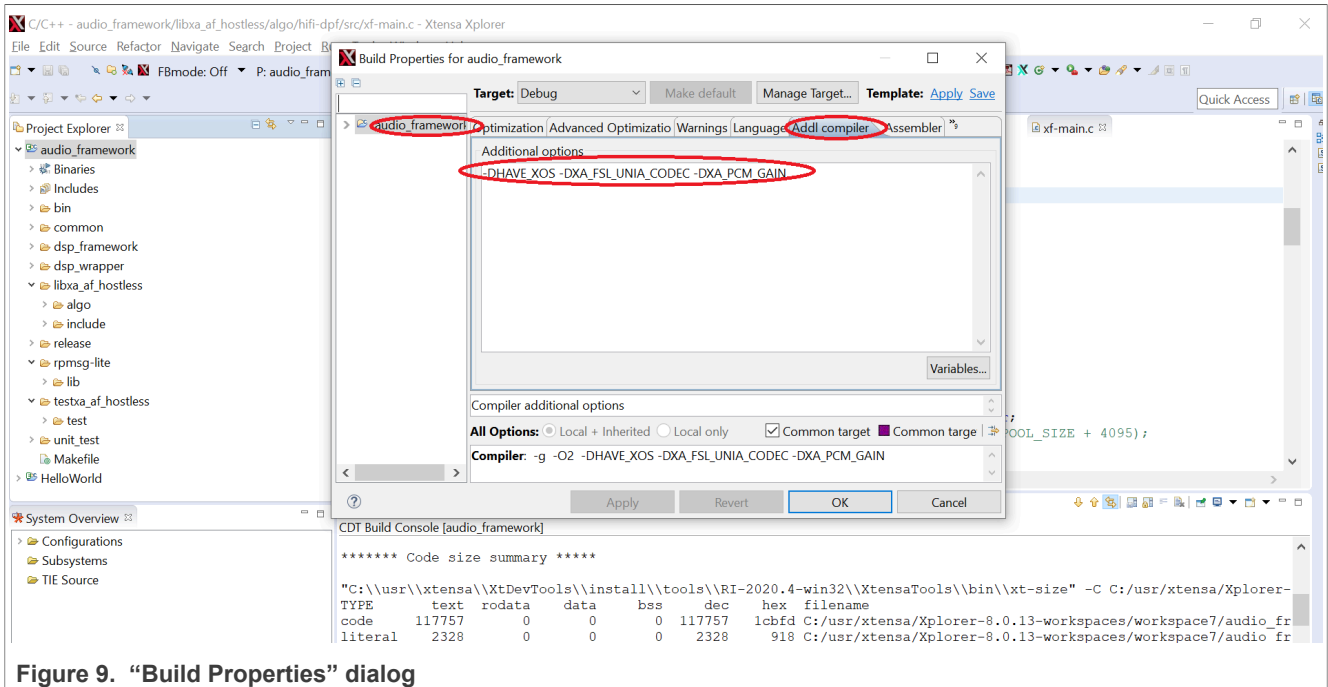 C/C++ - audio_framework/libxa_af_hostless/algo/hifi-dpf/src/xf-main.c - Xtensa Xplorer
File Edit Source Refactor Navigate Search Project
FBmode: Off P: audio_fram
Quick Access
Project Explorer
audio_framework
Binaries
Includes
bin
common
dsp_framework
dsp_wrapper
libxa_af_hostless
algo
include
release
rpmsg-lite
lib
testxa_af_hostless
test
unit_test
Makefile
HelloWorld
System Overview
Configurations
Subsystems
TIE Source
Build Properties for audio_framework
Target: Debug Make default Manage Target... Template: Apply Save
audio_framework
Optimization Advanced Optimizatio Warnings Language Addl compiler Assembler »9
Additional options
-DHAVE_XOS -DXA_FSL_UNIA_CODEC -DXA_PCM_GAIN
Variables...
Compiler additional options
All Options: Local + Inherited Local only Common target Common targe
Compiler: -g -O2 -DHAVE_XOS -DXA_FSL_UNIA_CODEC -DXA_PCM_GAIN
Apply Revert OK Cancel
xf-main.c
POOL_SIZE + 4095);
CDT Build Console [audio_framework]
******* Code size summary *****
"C:\\usr\\xtensa\\XtDevTools\\install\\tools\\RI-2020.4-win32\\XtensaTools\\bin\\xt-size" -C C:/usr/xtensa/Xplorer-
TYPE text rodata data bss dec hex filename
code 117757 0 0 0 117757 1cbfd C:/usr/xtensa/Xplorer-8.0.13-workspaces/workspace7/audio_fr
literal 2328 0 0 0 2328 918 C:/usr/xtensa/Xplorer-8.0.13-workspaces/workspace7/audio_fr
Figure 9. “Build Properties” dialog